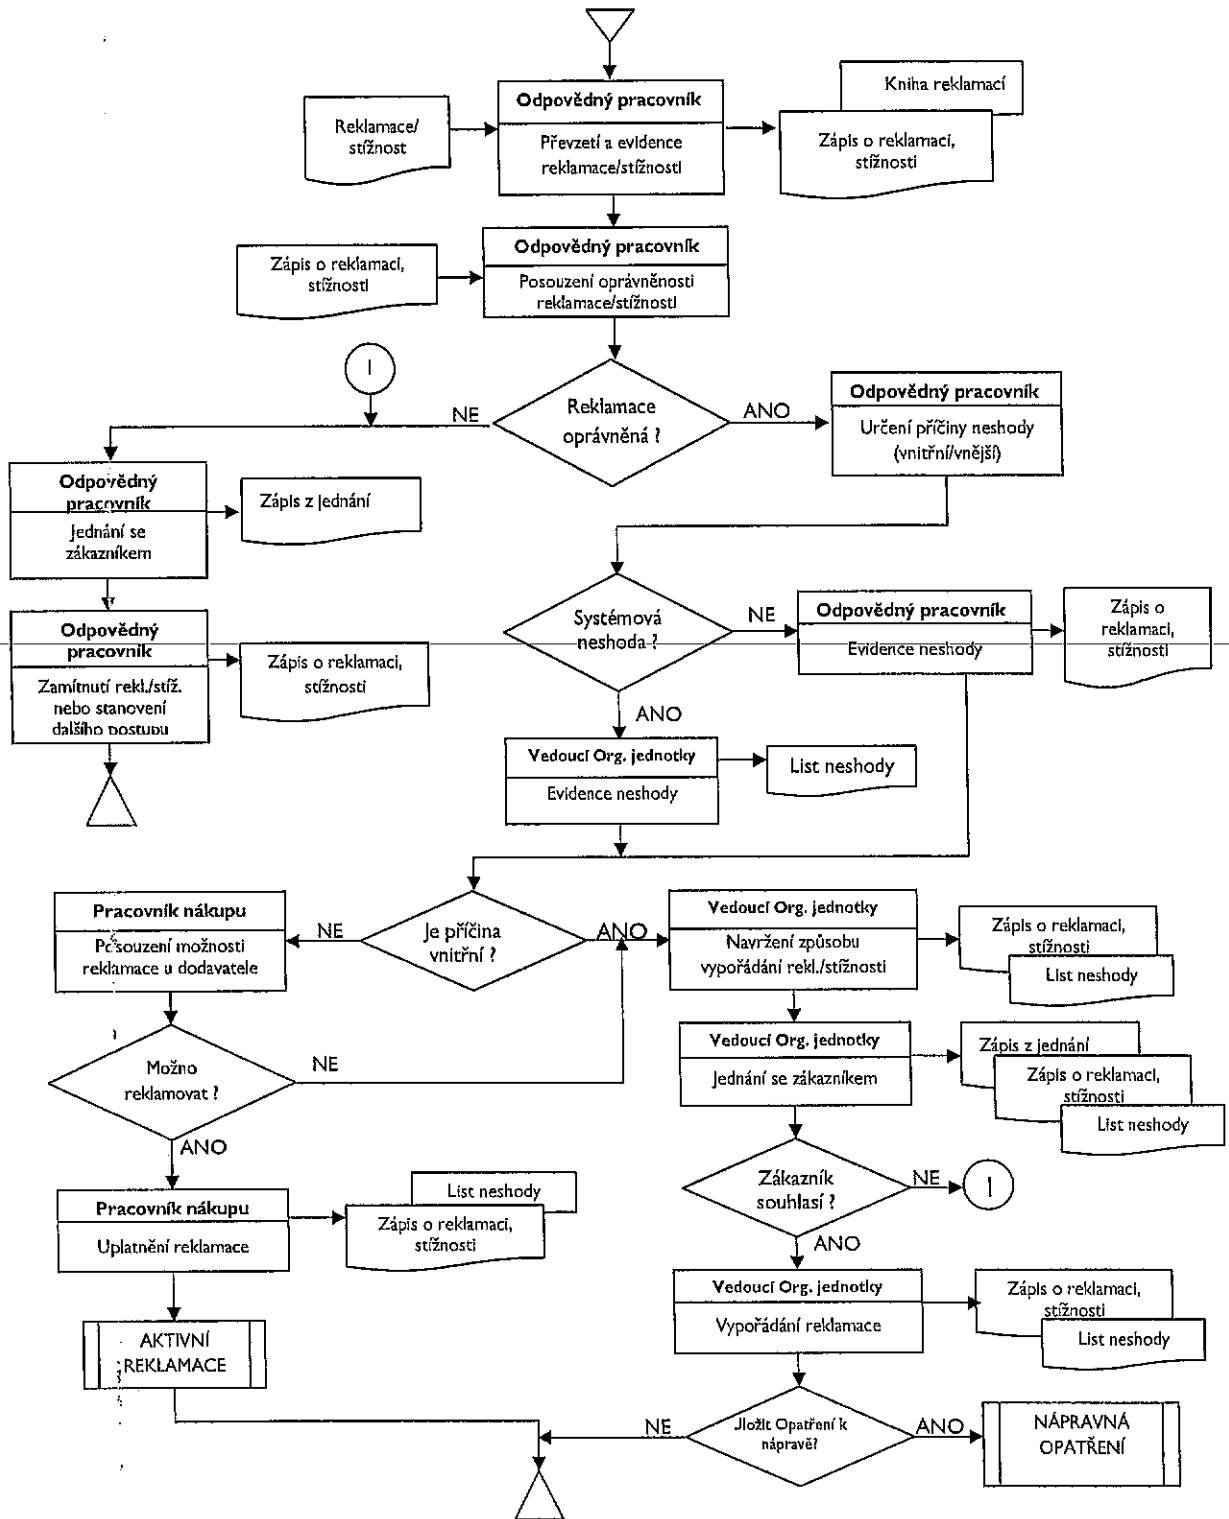 Kniha reklamací
Odpovědný pracovník
Reklamace/
stížnost
Převzetí a evidence
reklamace/stížnosti
Zápis o reklamaci,
stížnosti
Odpovědný pracovník
Zápis o reklamaci,
stížnosti
Posouzení oprávněnosti
reklamace/stížnosti
1
NE
Reklamace
oprávněná ?
ANO
Odpovědný pracovník
Určení příčiny neshody
(vnitřní/vnější)
Odpovědný
pracovník
Jednání se
zákazníkem
Zápis z jednání
Systémová
neshoda ?
NE
Odpovědný pracovník
Evidence neshody
Zápis o
reklamaci,
stížnosti
Odpovědný
pracovník
Zamítnutí rekl./stíž.
nebo stanovení
dalšího postupu
Zápis o reklamaci,
stížnosti
ANO
Vedoucí Org. jednotky
Evidence neshody
List neshody
Pracovník nákupu
Posouzení možnosti
reklamace u dodavatele
NE
Je příčina
vnitřní ?
ANO
Vedoucí Org. jednotky
Navržení způsobu
vypořádání rekl./stížnosti
Zápis o reklamaci,
stížnosti
List neshody
Možno
reklamovat ?
NE
Vedoucí Org. jednotky
Jednání se zákazníkem
Zápis z jednání
Zápis o reklamaci,
stížnosti
List neshody
ANO
Zákazník
souhlasí ?
NE
1
Pracovník nákupu
Uplatnění reklamace
List neshody
Zápis o reklamaci,
stížnosti
ANO
Vedoucí Org. jednotky
Vypořádání reklamace
Zápis o reklamaci,
stížnosti
List neshody
AKTIVNÍ
REKLAMACE
NE
Jložit Opatření k
nápravě?
ANO
NÁPRAVNÁ
OPATŘENÍ